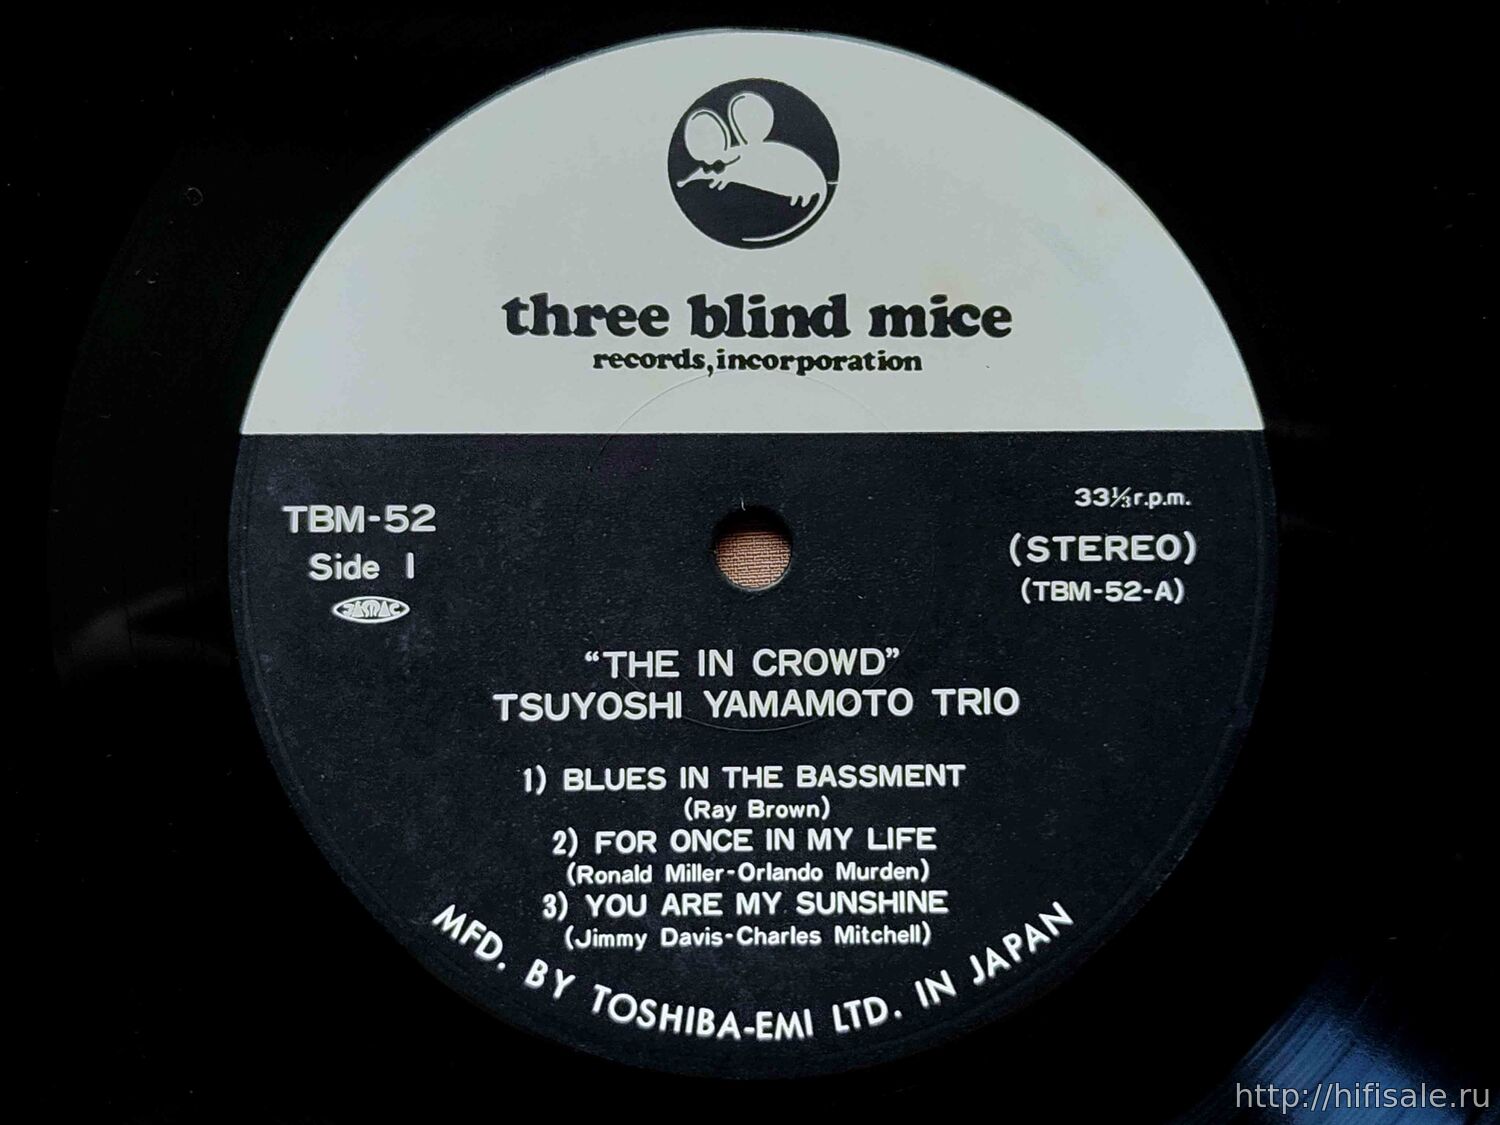 three blind mice
records, incorporation
TBM-52
Side 1
JASRAC
33⅓ r.p.m.
(STEREO)
(TBM-52-A)
“THE IN CROWD”
TSUYOSHI YAMAMOTO TRIO
1) BLUES IN THE BASSMENT
(Ray Brown)
2) FOR ONCE IN MY LIFE
(Ronald Miller-Orlando Murden)
3) YOU ARE MY SUNSHINE
(Jimmy Davis-Charles Mitchell)
MFD. BY TOSHIBA-EMI LTD. IN JAPAN
http://hifisale.ru